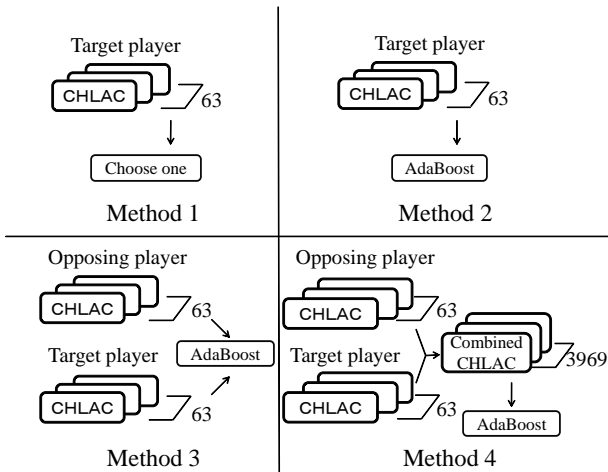 Target player
CHLAC
63
Choose one
Method 1
Target player
CHLAC
63
AdaBoost
Method 2
Opposing player
CHLAC
63
Target player
CHLAC
63
AdaBoost
Method 3
Opposing player
CHLAC
63
Target player
CHLAC
63
Combined
CHLAC
3969
AdaBoost
Method 4